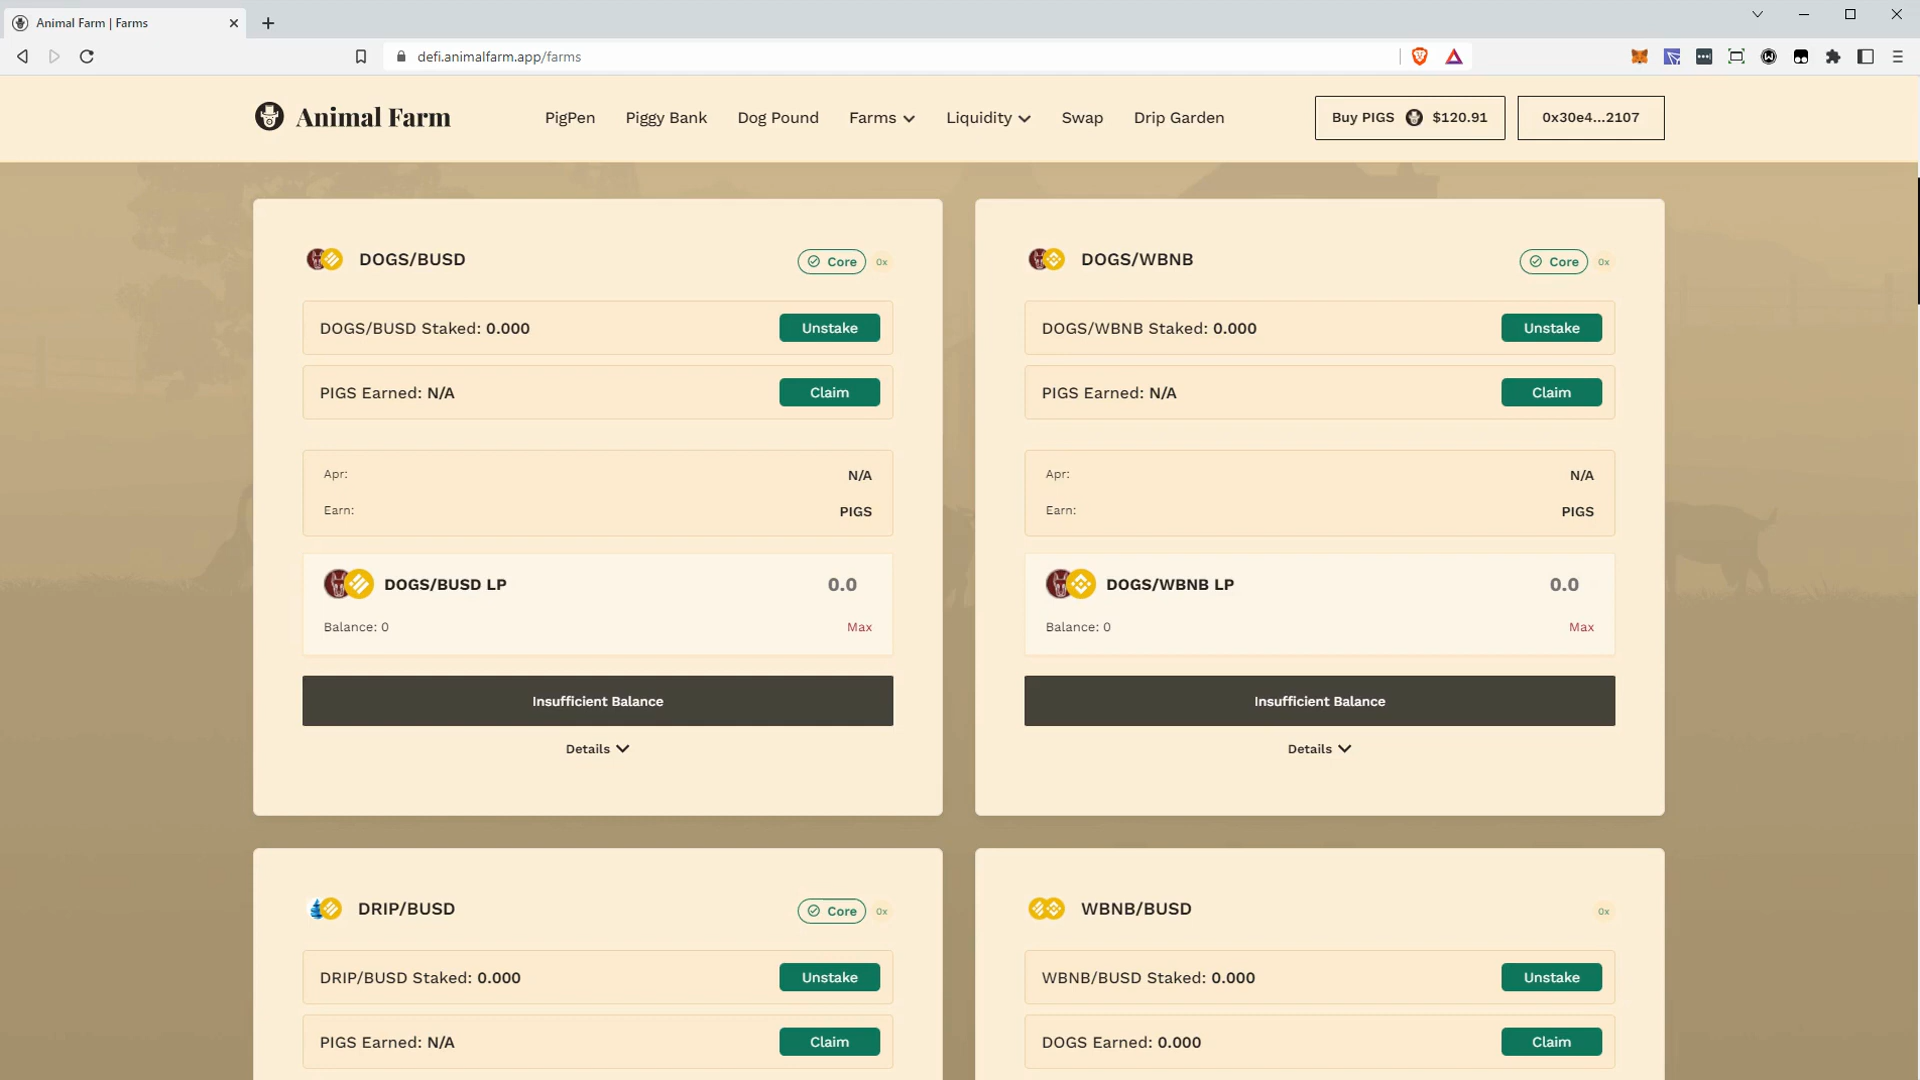 Animal Farm | Farms
defi.animalfarm.app/farms
Animal Farm
PigPen
Piggy Bank
Dog Pound
Farms
Liquidity
Swap
Drip Garden
Buy PIGS $120.91
0x30e4...2107
DOGS/BUSD
Core
0x
DOGS/BUSD Staked: 0.000
Unstake
PIGS Earned: N/A
Claim
Apr:
N/A
Earn:
PIGS
DOGS/BUSD LP
0.0
Balance: 0
Max
Insufficient Balance
Details
DOGS/WBNB
Core
0x
DOGS/WBNB Staked: 0.000
Unstake
PIGS Earned: N/A
Claim
Apr:
N/A
Earn:
PIGS
DOGS/WBNB LP
0.0
Balance: 0
Max
Insufficient Balance
Details
DRIP/BUSD
Core
0x
DRIP/BUSD Staked: 0.000
Unstake
PIGS Earned: N/A
Claim
WBNB/BUSD
0x
WBNB/BUSD Staked: 0.000
Unstake
DOGS Earned: 0.000
Claim